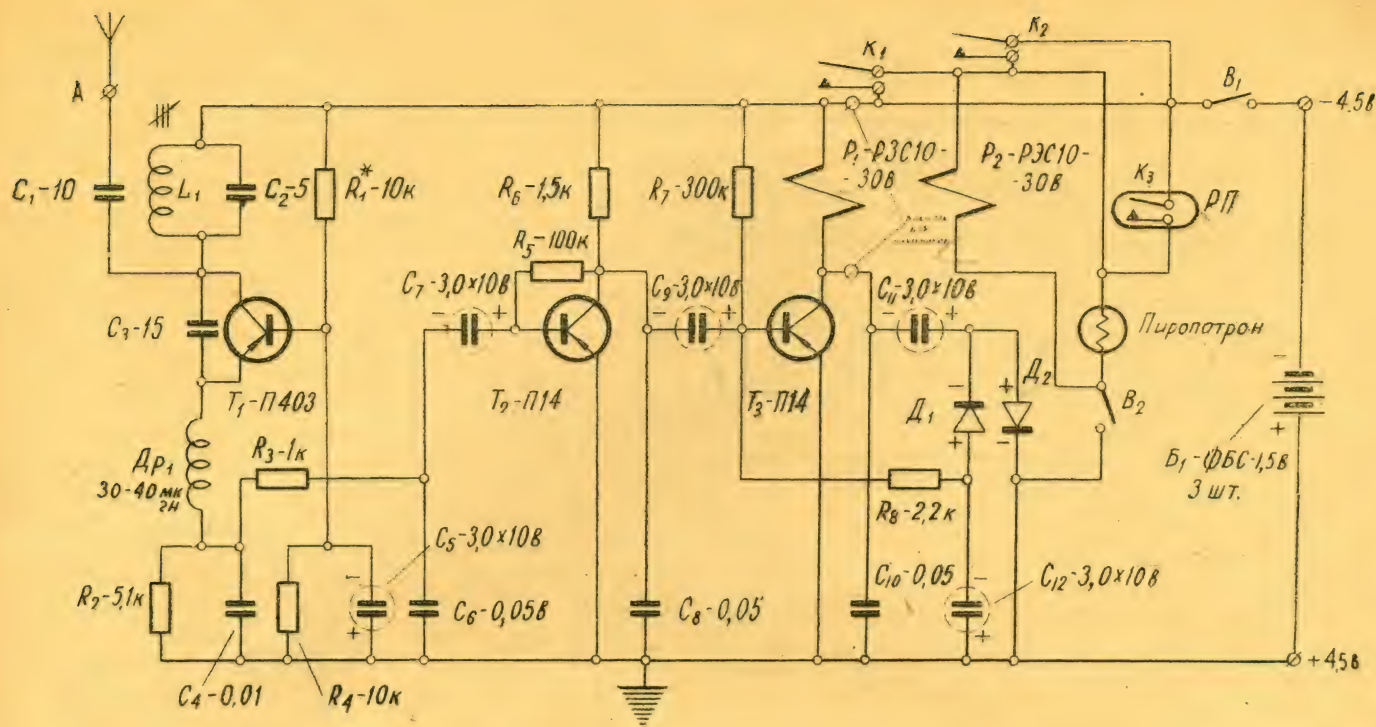 A
K₁
K₂
B₁
-4,5в
C₁-10
L₁
C₂-5
R₁*-10к
R₆-1,5к
R₇-300к
P₁-РЗС10-
-30В
P₂-РЭС10-
-30В
K₃
РП
R₅-100к
C₇-3,0×10в
- +
C₉-3,0×10в
- +
C₁₁-3,0×10в
- +
C₃-15
Пиропатрон
T₁-П403
T₂-П14
T₃-П14
- Д₁ +
+ Д₂ -
B₂
-
+
Б₁-ФБС-1,5в
3 шт.
Др₁
30-40 мк
гн
R₃-1к
R₈-2,2к
C₅-3,0×10в
- +
R₂-5,1к
C₆-0,05в
C₈-0,05
C₁₀-0,05
C₁₂-3,0×10в
- +
C₄-0,01
R₄-10к
+4,5в